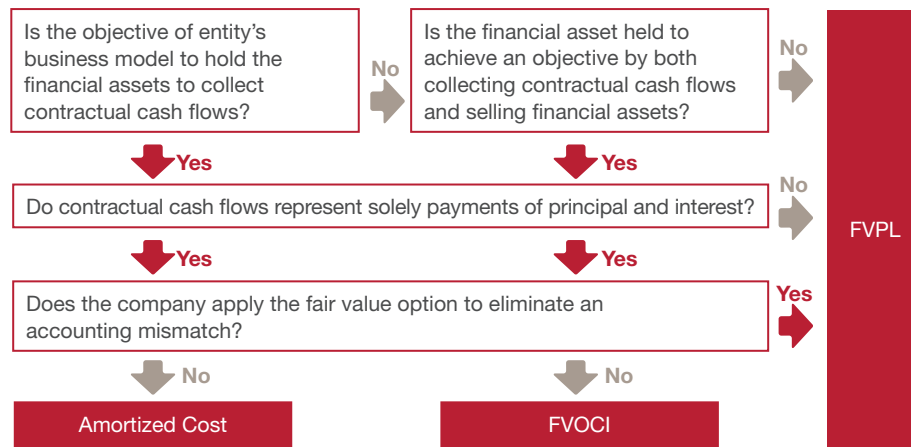 Is the objective of entity’s
business model to hold the
financial assets to collect
contractual cash flows?
No
Is the financial asset held to
achieve an objective by both
collecting contractual cash flows
and selling financial assets?
No
Yes
Yes
Do contractual cash flows represent solely payments of principal and interest?
No
FVPL
Yes
Yes
Does the company apply the fair value option to eliminate an
accounting mismatch?
Yes
No
No
Amortized Cost
FVOCI